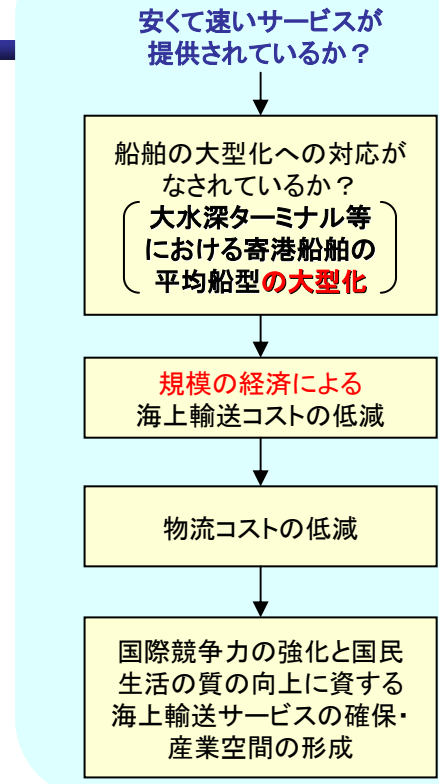 安くて速いサービスが
提供されているか？
船舶の大型化への対応が
なされているか？
大水深ターミナル等
における寄港船舶の
平均船型の大型化
規模の経済による
海上輸送コストの低減
物流コストの低減
国際競争力の強化と国民
生活の質の向上に資する
海上輸送サービスの確保・
産業空間の形成